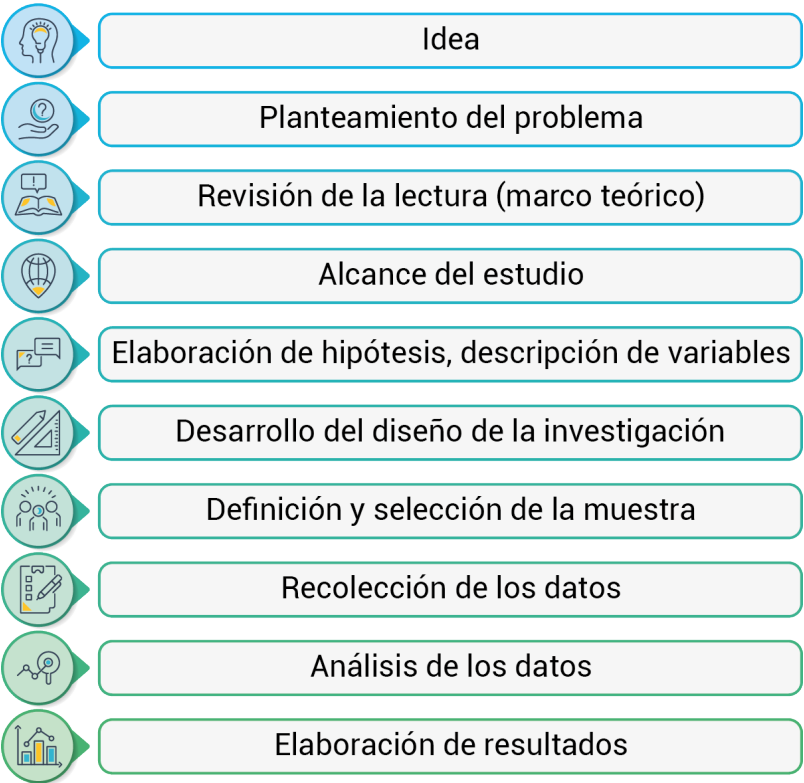 Idea
Planteamiento del problema
Revisión de la lectura (marco teórico)
Alcance del estudio
Elaboración de hipótesis, descripción de variables
Desarrollo del diseño de la investigación
Definición y selección de la muestra
Recolección de los datos
Análisis de los datos
Elaboración de resultados